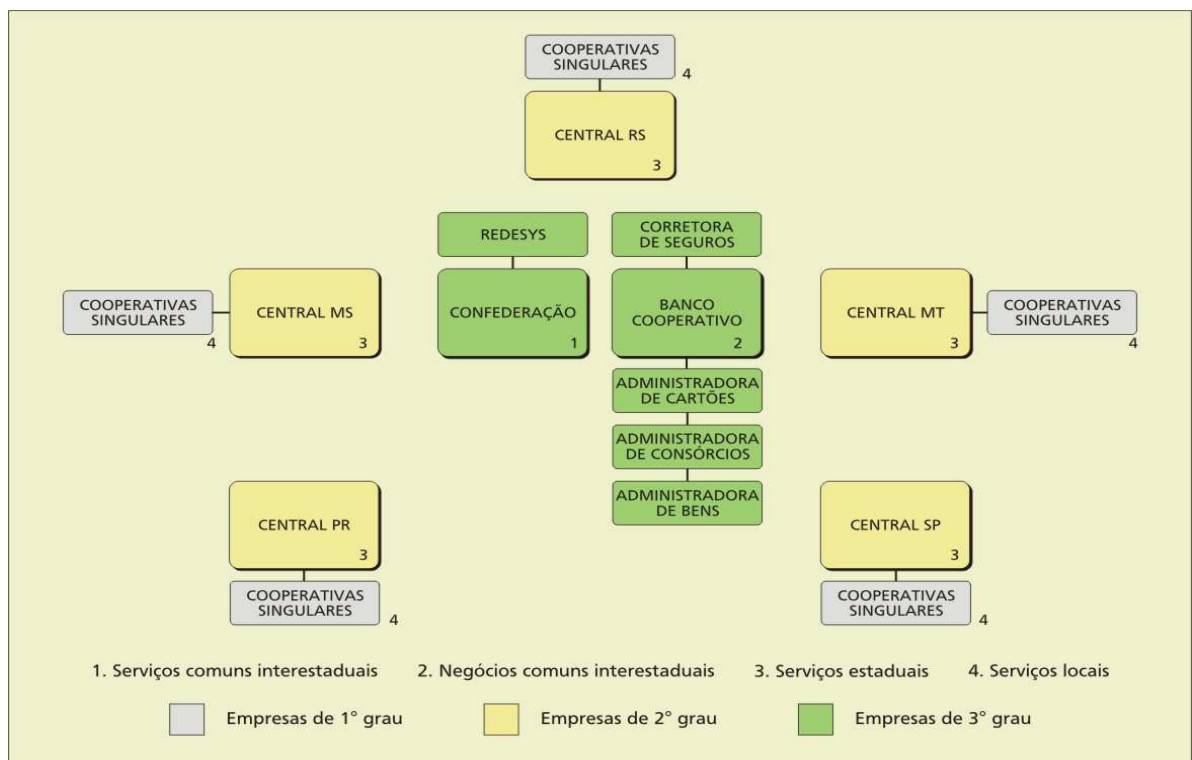 COOPERATIVAS
SINGULARES
4
CENTRAL RS
3
REDESYS
CORRETORA
DE SEGUROS
COOPERATIVAS
SINGULARES
4
CENTRAL MS
3
CONFEDERAÇÃO
1
BANCO
COOPERATIVO
2
CENTRAL MT
3
COOPERATIVAS
SINGULARES
4
ADMINISTRADORA
DE CARTÕES
ADMINISTRADORA
DE CONSÓRCIOS
ADMINISTRADORA
DE BENS
CENTRAL PR
3
COOPERATIVAS
SINGULARES
4
CENTRAL SP
3
COOPERATIVAS
SINGULARES
4
1. Serviços comuns interestaduais 2. Negócios comuns interestaduais 3. Serviços estaduais 4. Serviços locais
Empresas de 1° grau Empresas de 2° grau Empresas de 3° grau